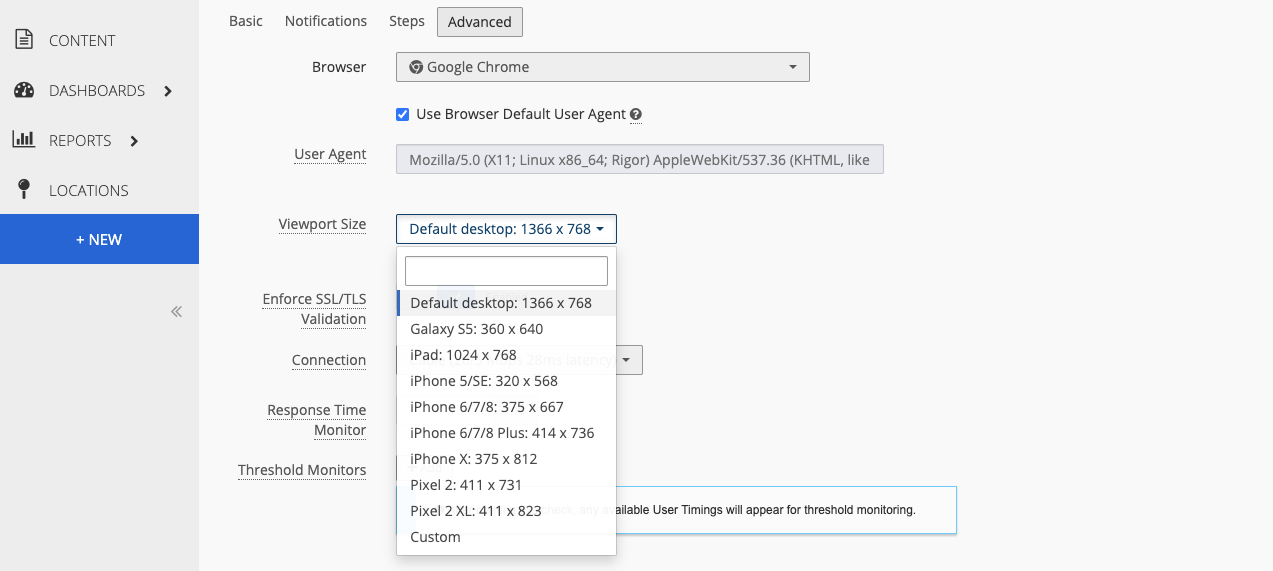 Basic Notifications Steps Advanced
CONTENT
DASHBOARDS
REPORTS
LOCATIONS
+ NEW
Browser
Google Chrome
Use Browser Default User Agent
User Agent
Mozilla/5.0 (X11; Linux x86_64; Rigor) AppleWebKit/537.36 (KHTML, like
Viewport Size
Default desktop: 1366 x 768
Default desktop: 1366 x 768
Galaxy S5: 360 x 640
iPad: 1024 x 768
iPhone 5/SE: 320 x 568
iPhone 6/7/8: 375 x 667
iPhone 6/7/8 Plus: 414 x 736
iPhone X: 375 x 812
Pixel 2: 411 x 731
Pixel 2 XL: 411 x 823
Custom
Enforce SSL/TLS
Validation
Connection
28ms latency)
Response Time
Monitor
Threshold Monitors
check, any available User Timings will appear for threshold monitoring.